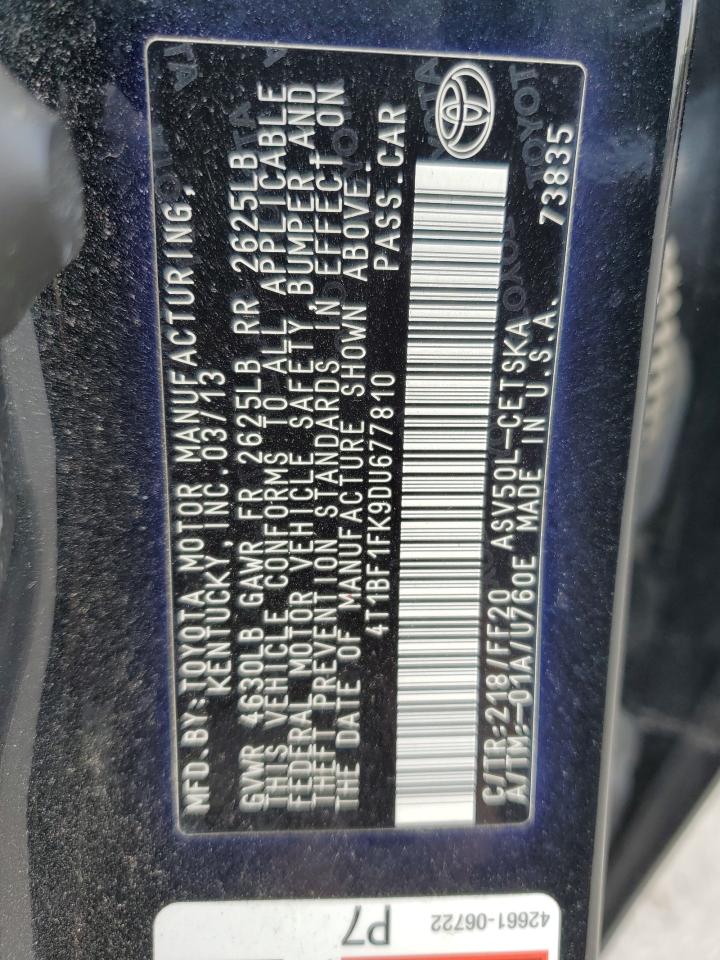 MFD.BY:TOYOTA MOTOR MANUFACTURING,
KENTUCKY, INC.03/13
GVWR 4630LB GAWR FR 2625LB RR 2625LB
THIS VEHICLE CONFORMS TO ALL APPLICABLE
FEDERAL MOTOR VEHICLE SAFETY BUMPER AND
THEFT PREVENTION STANDARDS IN EFFECT ON
THE DATE OF MANUFACTURE SHOWN ABOVE.
4T1BF1FK9DU677810 PASS.CAR
C/TR:218/FF20 ASV50L-CETSKA 73835
A/TM:-01A/U760E MADE IN U.S.A.
P7
42661-06722